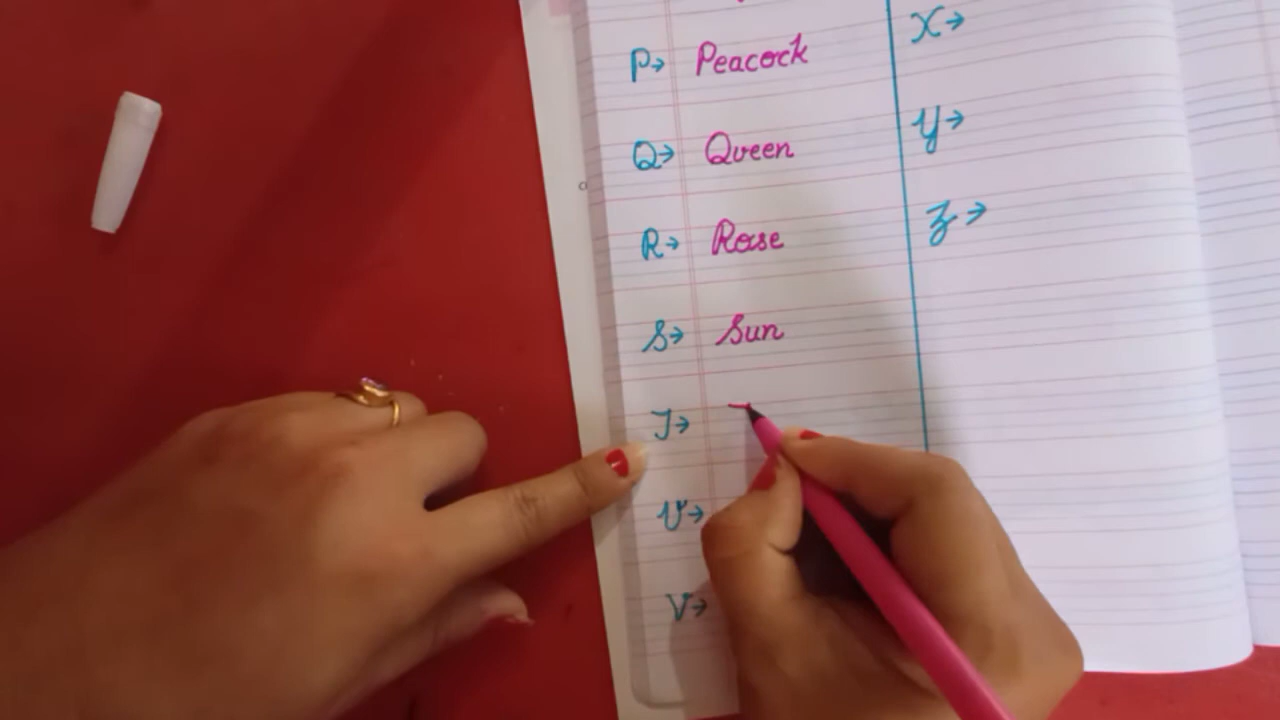 P→ Peacock
Q→ Queen
R→ Rose
S→ Sun
T→
U→
V→
X→
Y→
Z→